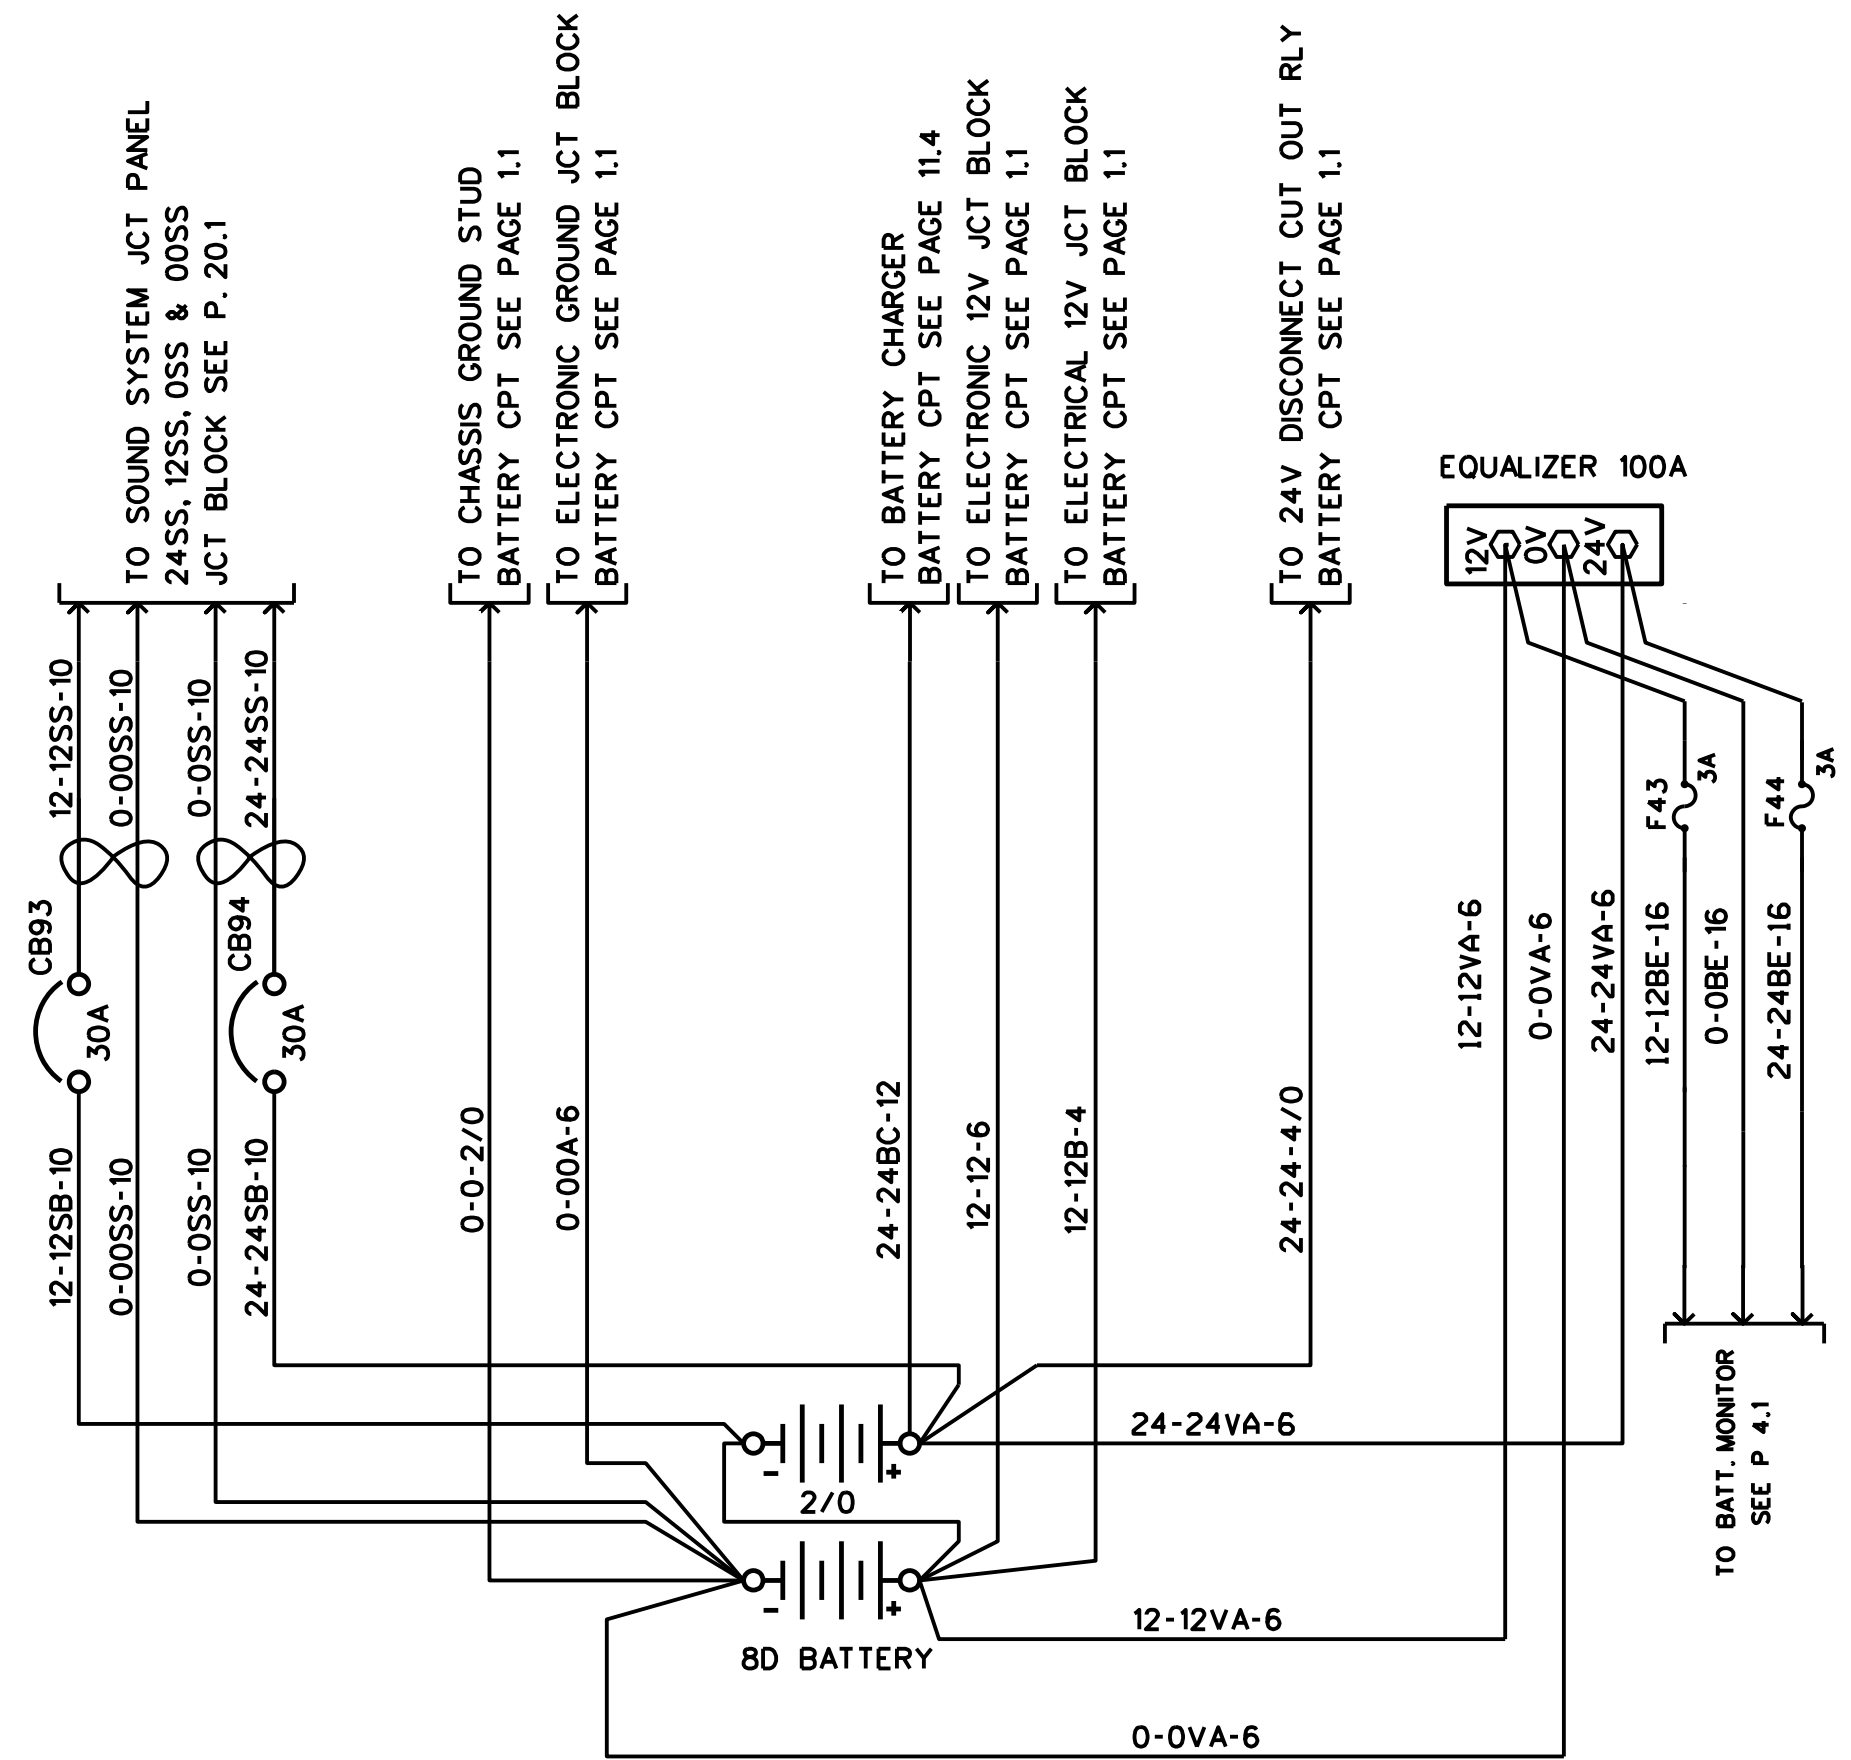 TO SOUND SYSTEM JCT PANEL
24SS, 12SS, 0SS & 00SS
JCT BLOCK SEE P. 20.1
TO CHASSIS GROUND STUD
BATTERY CPT SEE PAGE 1.1
TO ELECTRONIC GROUND JCT BLOCK
BATTERY CPT SEE PAGE 1.1
TO BATTERY CHARGER
BATTERY CPT SEE PAGE 11.4
TO ELECTRONIC 12V JCT BLOCK
BATTERY CPT SEE PAGE 1.1
TO ELECTRICAL 12V JCT BLOCK
BATTERY CPT SEE PAGE 1.1
TO 24V DISCONNECT CUT OUT RLY
BATTERY CPT SEE PAGE 1.1
EQUALIZER 100A
12V
0V
24V
12-12SS-10
0-00SS-10
0-0SS-10
24-24SS-10
F43
3A
F44
3A
CB93
30A
CB94
30A
12-12VA-6
0-0VA-6
24-24VA-6
12-12BE-16
0-0BE-16
24-24BE-16
12-12SB-10
0-00SS-10
0-0SS-10
24-24SB-10
0-0-2/0
0-00A-6
24-24BC-12
12-12-6
12-12B-4
24-24-4/0
24-24VA-6
- +
2/0
TO BATT. MONITOR
SEE P 4.1
- +
12-12VA-6
8D BATTERY
0-0VA-6